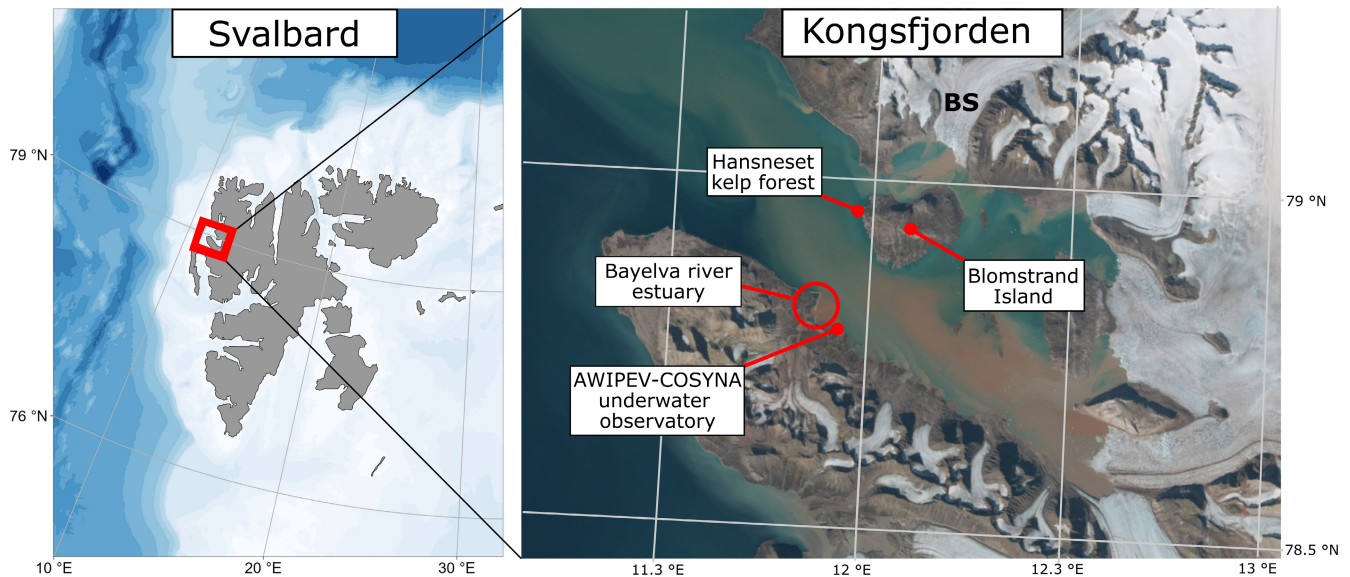 Svalbard
79 °N
76 °N
10 °E
20 °E
30 °E
Kongsfjorden
BS
Hansneset
kelp forest
Bayelva river
estuary
Blomstrand
Island
AWIPEV-COSYNA
underwater
observatory
79 °N
78.5 °N
11.3 °E
12 °E
12.3 °E
13 °E